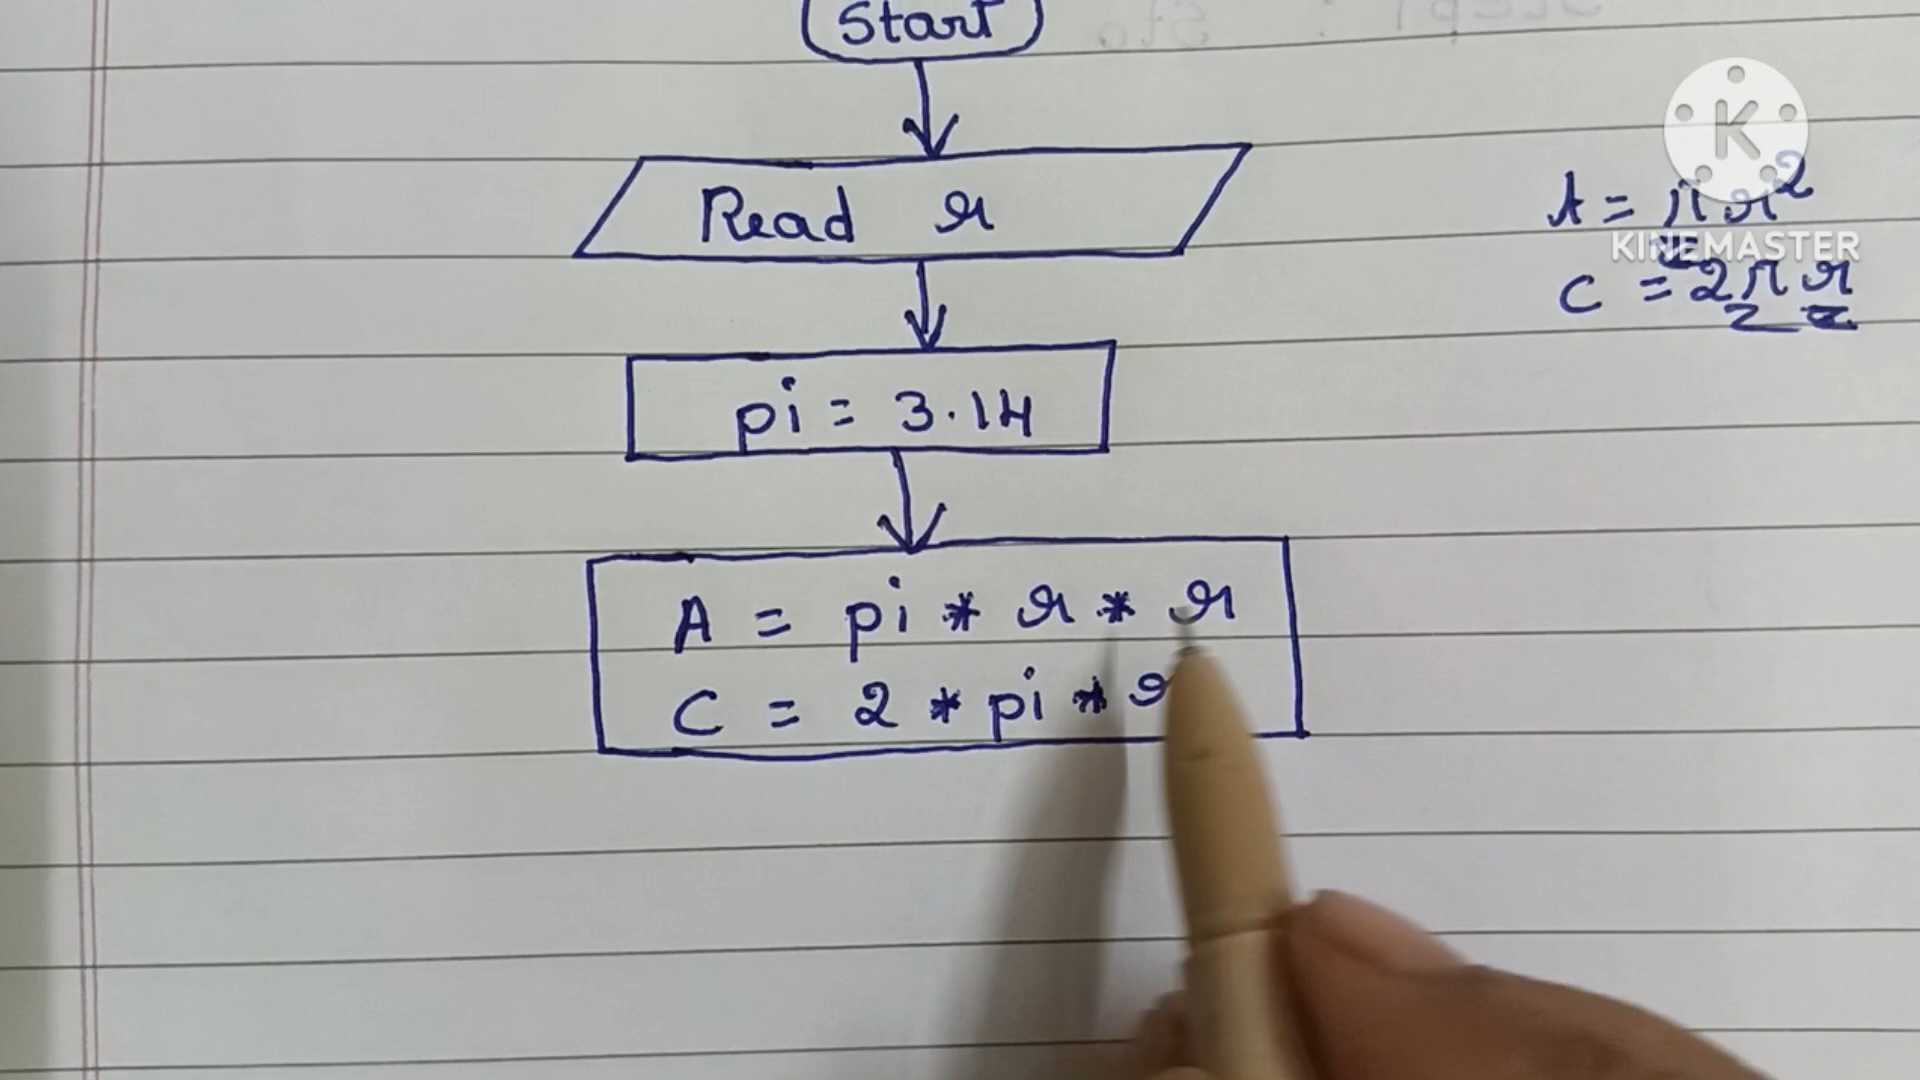 Start
Read r
pi = 3.14
A = pi * r * r
C = 2 * pi * r
A = πr²
C = 2πr
KINEMASTER